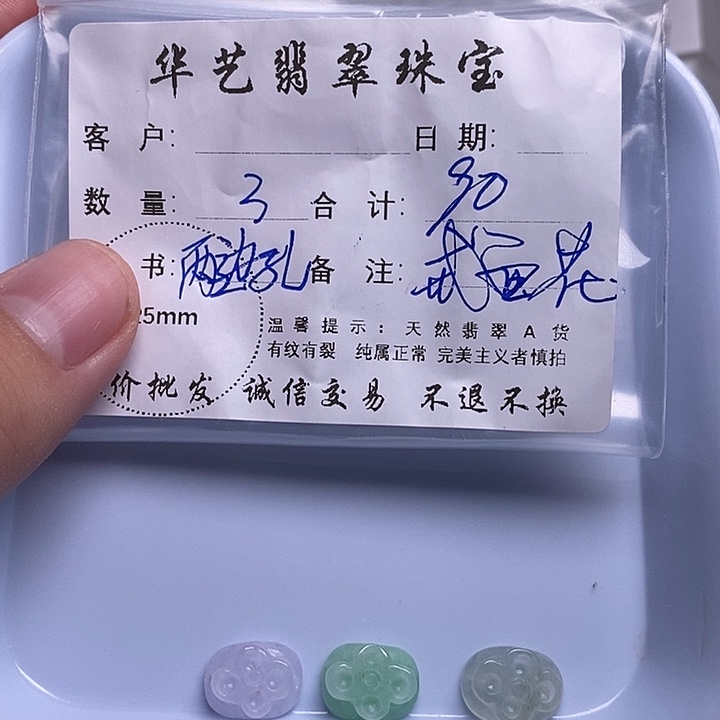 华艺翡翠珠宝
客 户: 日 期:
数 量: 3 合 计: 90
书: 两边孔 备 注: 戒面花
25mm
温馨提示: 天然翡翠A货
有纹有裂 纯属正常 完美主义者慎拍
价批发 诚信交易 不退不换